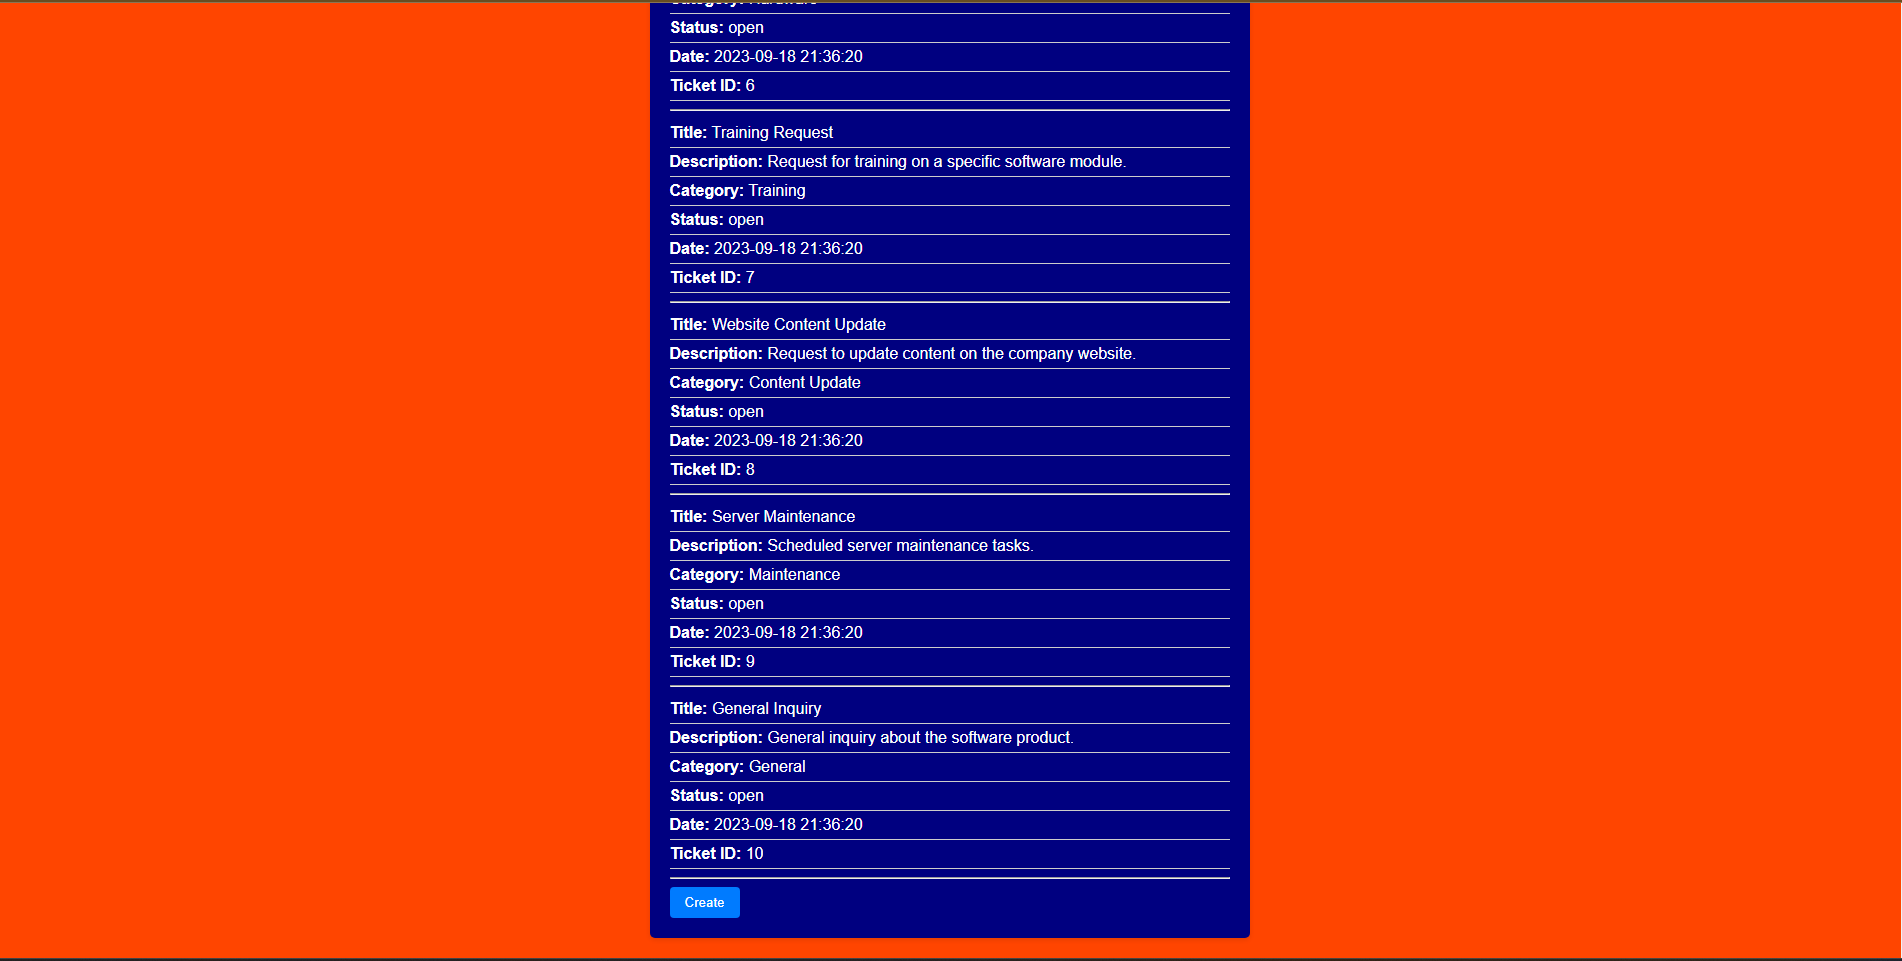 Category: Hardware
Status: open
Date: 2023-09-18 21:36:20
Ticket ID: 6
Title: Training Request
Description: Request for training on a specific software module.
Category: Training
Status: open
Date: 2023-09-18 21:36:20
Ticket ID: 7
Title: Website Content Update
Description: Request to update content on the company website.
Category: Content Update
Status: open
Date: 2023-09-18 21:36:20
Ticket ID: 8
Title: Server Maintenance
Description: Scheduled server maintenance tasks.
Category: Maintenance
Status: open
Date: 2023-09-18 21:36:20
Ticket ID: 9
Title: General Inquiry
Description: General inquiry about the software product.
Category: General
Status: open
Date: 2023-09-18 21:36:20
Ticket ID: 10
Create